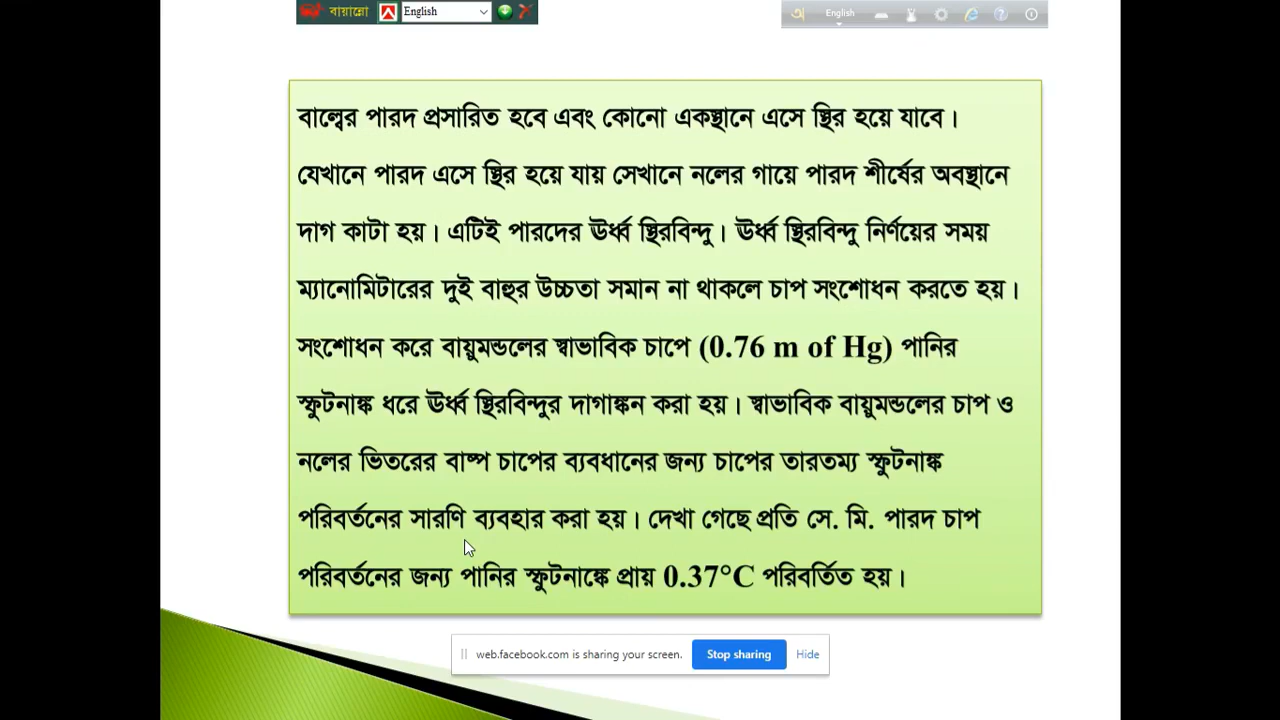 বায়ান্নো English
অ English
বাল্বের পারদ প্রসারিত হবে এবং কোনো একস্থানে এসে স্থির হয়ে যাবে।
যেখানে পারদ এসে স্থির হয়ে যায় সেখানে নলের গায়ে পারদ শীর্ষের অবস্থানে
দাগ কাটা হয়। এটিই পারদের ঊর্ধ্ব স্থিরবিন্দু। ঊর্ধ্ব স্থিরবিন্দু নির্ণয়ের সময়
ম্যানোমিটারের দুই বাহুর উচ্চতা সমান না থাকলে চাপ সংশোধন করতে হয়।
সংশোধন করে বায়ুমন্ডলের স্বাভাবিক চাপে (0.76 m of Hg) পানির
স্ফুটনাঙ্ক ধরে ঊর্ধ্ব স্থিরবিন্দুর দাগাঙ্কন করা হয়। স্বাভাবিক বায়ুমন্ডলের চাপ ও
নলের ভিতরের বাষ্প চাপের ব্যবধানের জন্য চাপের তারতম্য স্ফুটনাঙ্ক
পরিবর্তনের সারণি ব্যবহার করা হয়। দেখা গেছে প্রতি সে. মি. পারদ চাপ
পরিবর্তনের জন্য পানির স্ফুটনাঙ্কে প্রায় 0.37°C পরিবর্তিত হয়।
web.facebook.com is sharing your screen. Stop sharing Hide